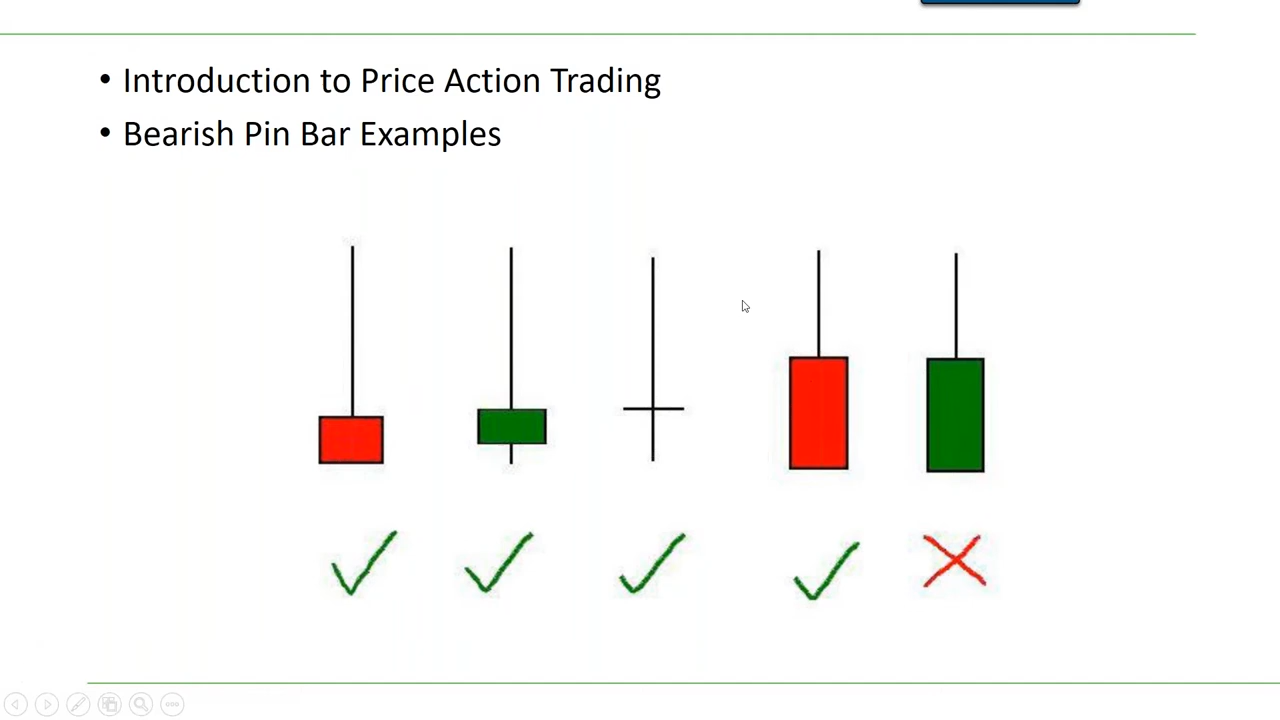 • Introduction to Price Action Trading
• Bearish Pin Bar Examples